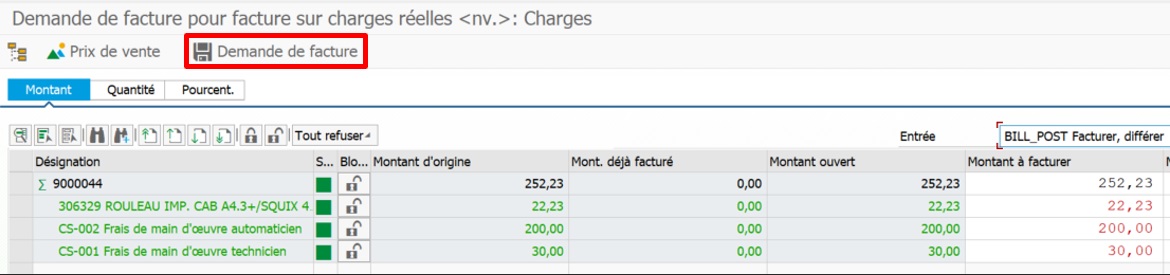 Demande de facture pour facture sur charges réelles <nv.>: Charges
Prix de vente Demande de facture
Montant Quantité Pourcent.
Tout refuser Entrée BILL_POST Facturer, différer
Désignation S... Blo... Montant d'origine Mont. déjà facturé Montant ouvert Montant à facturer M
Σ 9000044 252,23 0,00 252,23 252,23
306329 ROULEAU IMP. CAB A4.3+/SQUIX 4 22,23 0,00 22,23 22,23
CS-002 Frais de main d'œuvre automaticien 200,00 0,00 200,00 200,00
CS-001 Frais de main d'œuvre technicien 30,00 0,00 30,00 30,00